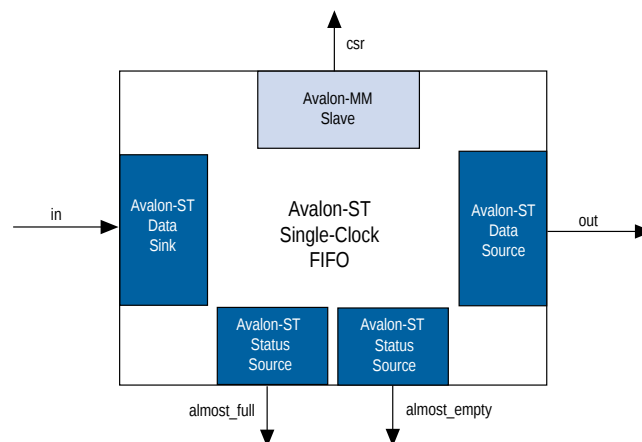 csr
Avalon-MM
Slave
in
Avalon-ST
Data
Sink
Avalon-ST
Single-Clock
FIFO
Avalon-ST
Data
Source
out
Avalon-ST
Status
Source
Avalon-ST
Status
Source
almost_full
almost_empty